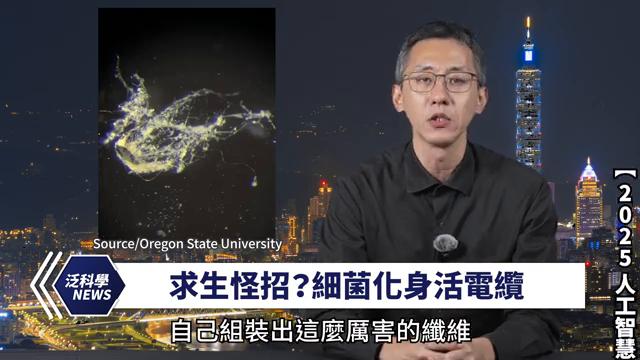 Source/Oregon State University
泛科學
NEWS
求生怪招？細菌化身活電纜
自己組裝出這麼厲害的纖維
【2025人工智慧